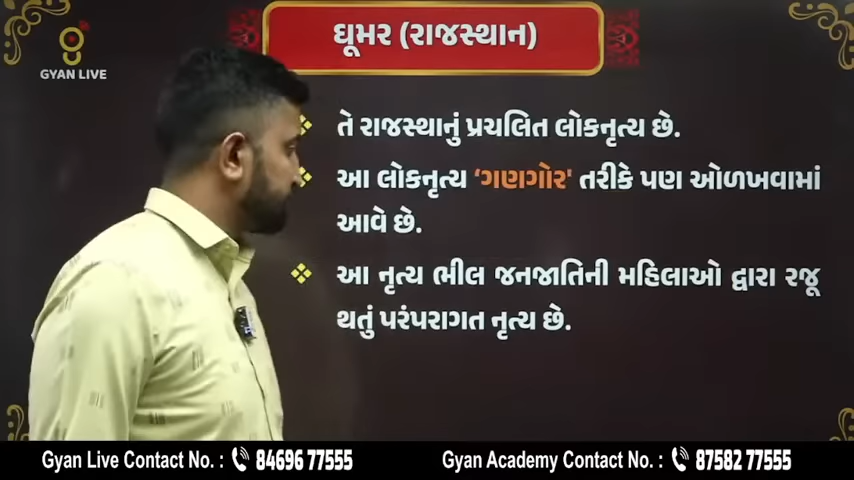 GYAN LIVE
ઘૂમર (રાજસ્થાન)
તે રાજસ્થાનું પ્રચલિત લોકનૃત્ય છે.
આ લોકનૃત્ય ‘ગણગોર' તરીકે પણ ઓળખવામાં
આવે છે.
આ નૃત્ય ભીલ જનજાતિની મહિલાઓ દ્વારા રજૂ
થતું પરંપરાગત નૃત્ય છે.
Gyan Live Contact No. : 84696 77555
Gyan Academy Contact No. : 87582 77555